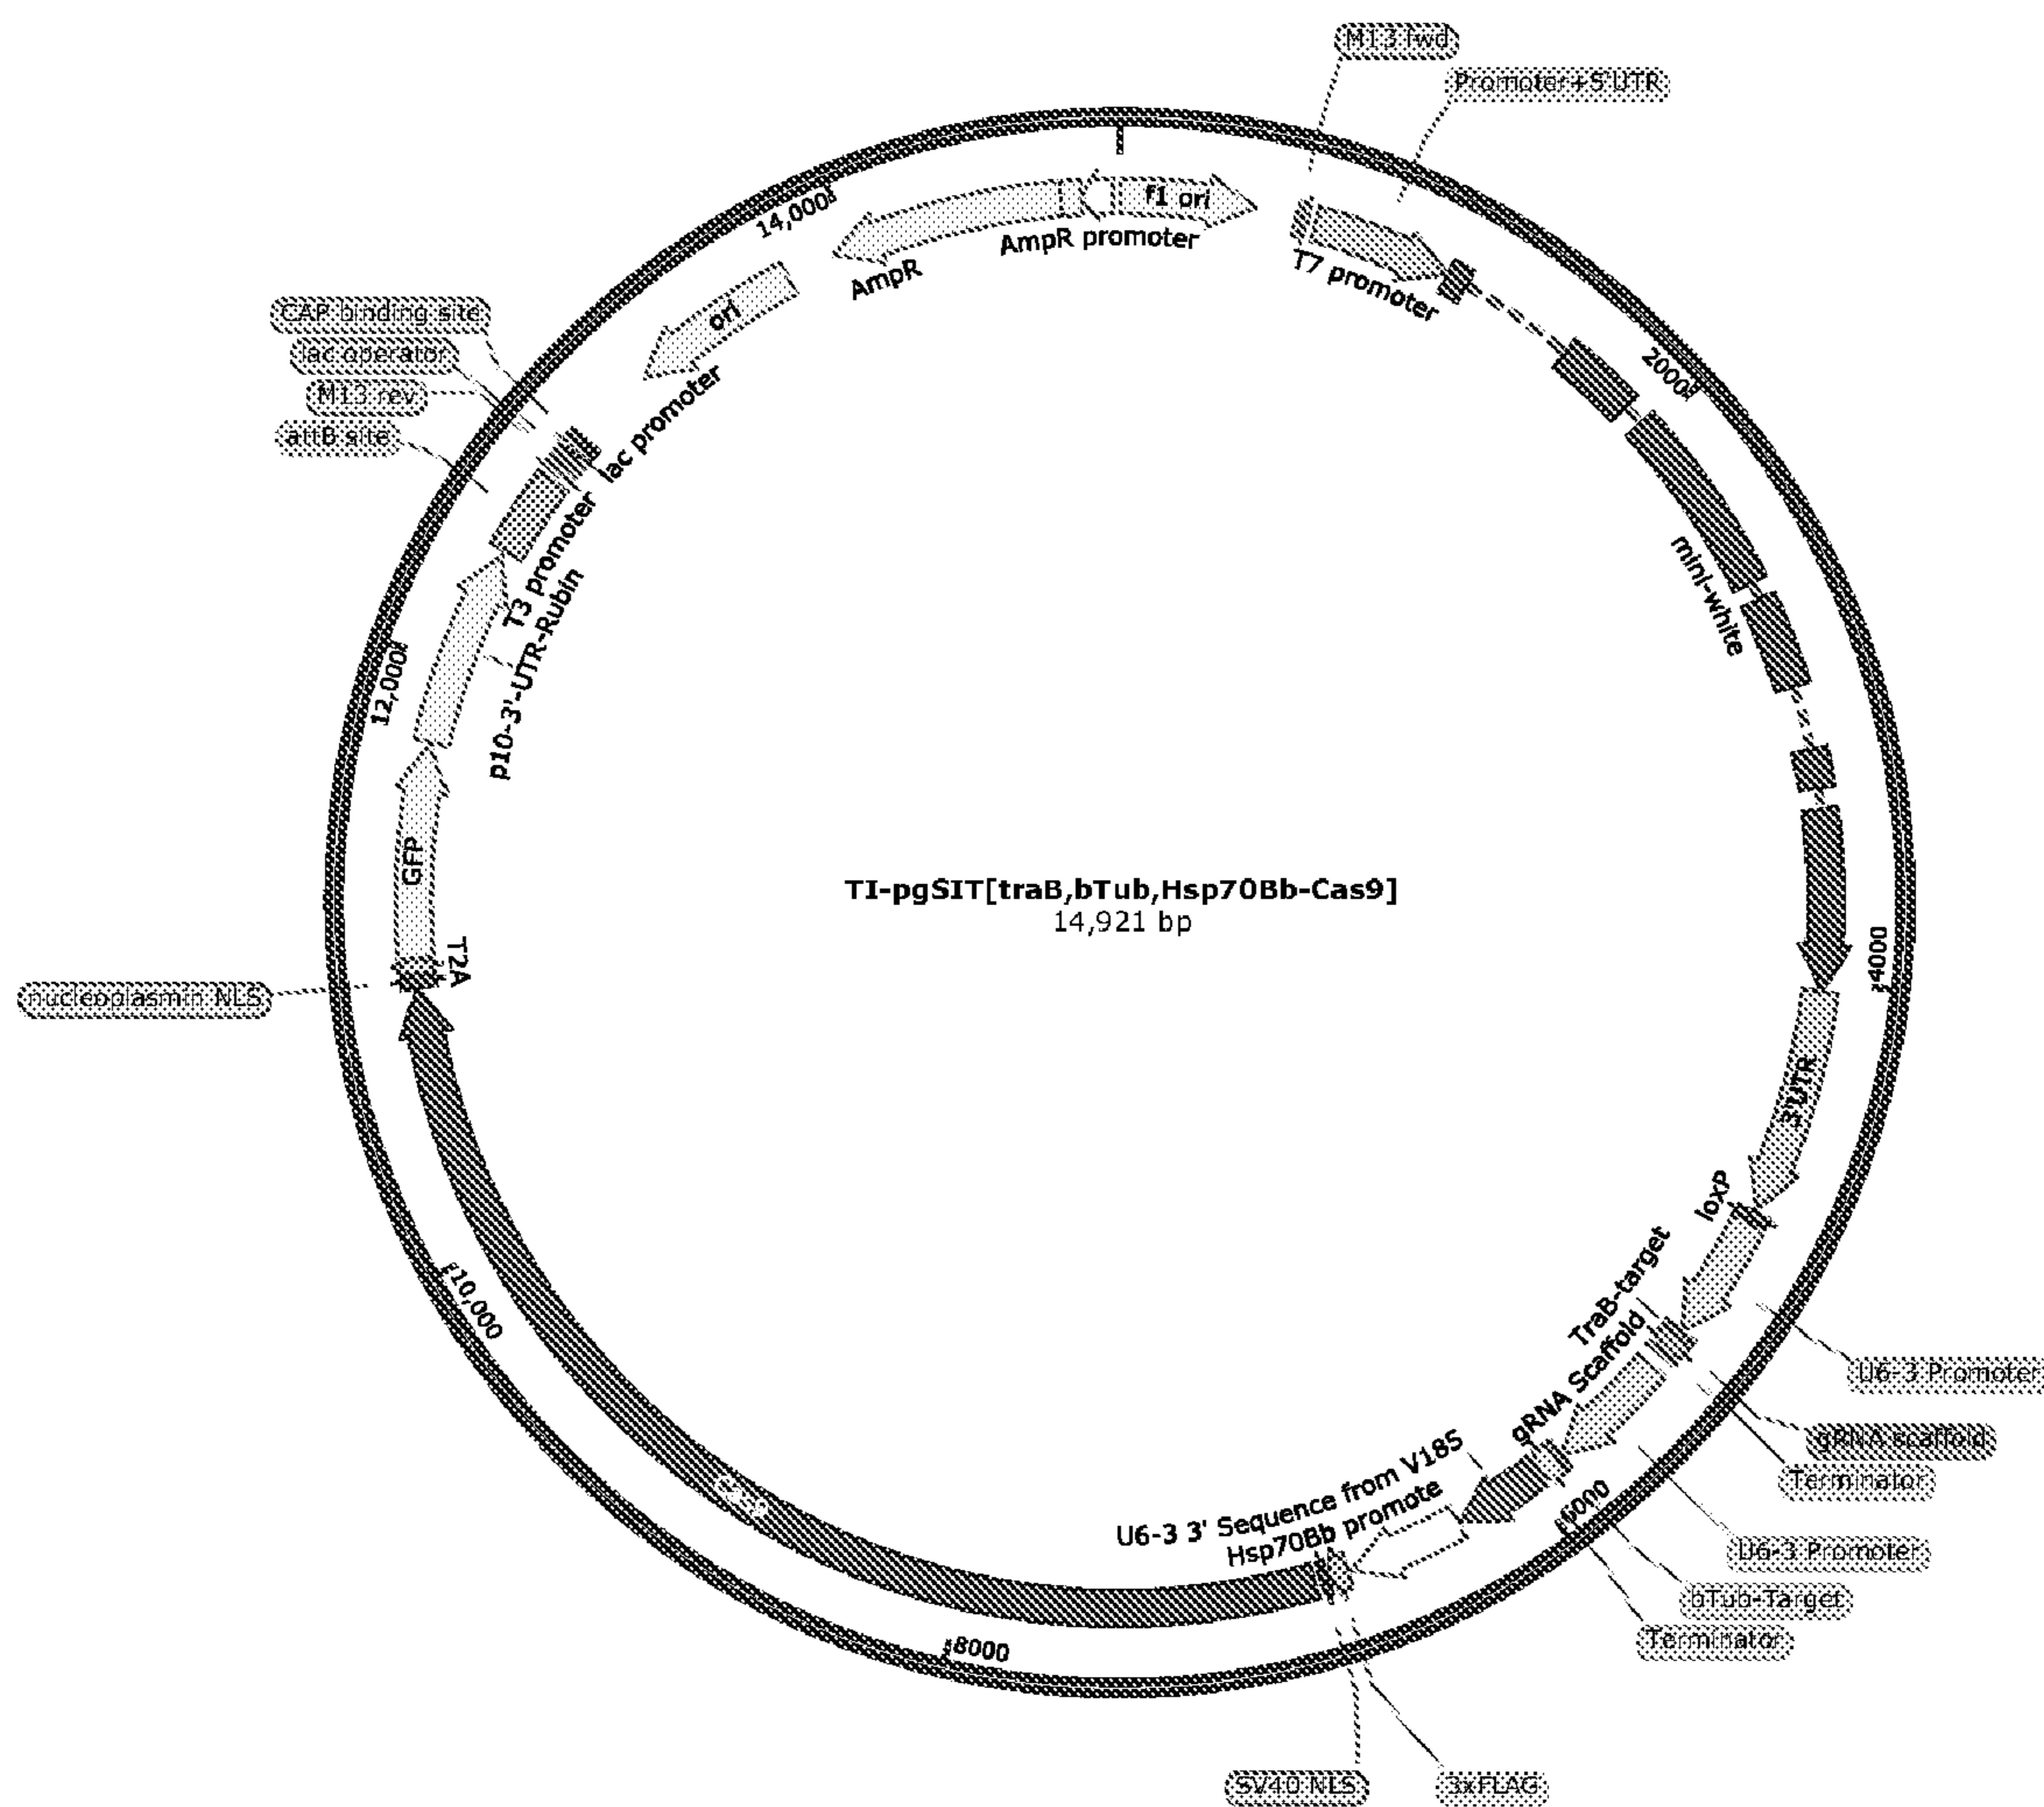 M13 fwd
Promoter+5'UTR
f1 ori
AmpR promoter
AmpR
T7 promoter
14,000
ori
2000
CAP binding site
lac operator
M13 rev
attB site
lac promoter
T3 promoter
p10-3'-UTR-Rubin
mini-white
12,000
GFP
TI-pgSIT[traB,bTub,Hsp70Bb-Cas9]
14,921 bp
T2A
4000
nucleoplasmin NLS
3'UTR
loxP
TraB-target
gRNA Scaffold
10,000
U6-3 Promoter
gRNA scaffold
Terminator
U6-3 3' Sequence from V18S
Hsp70Bb promote
Cas9
6000
U6-3 Promoter
bTub-Target
Terminator
8000
SV40 NLS
3xFLAG